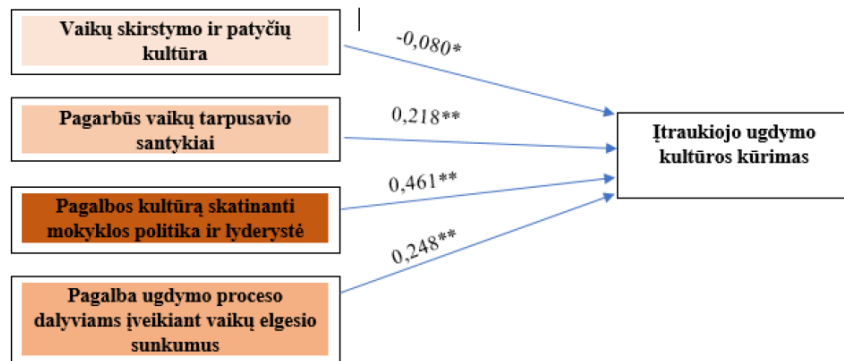 Vaikų skirstymo ir patyčių
kultūra
-0,080*
Pagarbūs vaikų tarpusavio
santykiai
0,218**
Įtraukiojo ugdymo
kultūros kūrimas
Pagalbos kultūrą skatinanti
mokyklos politika ir lyderystė
0,461**
Pagalba ugdymo proceso
dalyviams įveikiant vaikų elgesio
sunkumus
0,248**